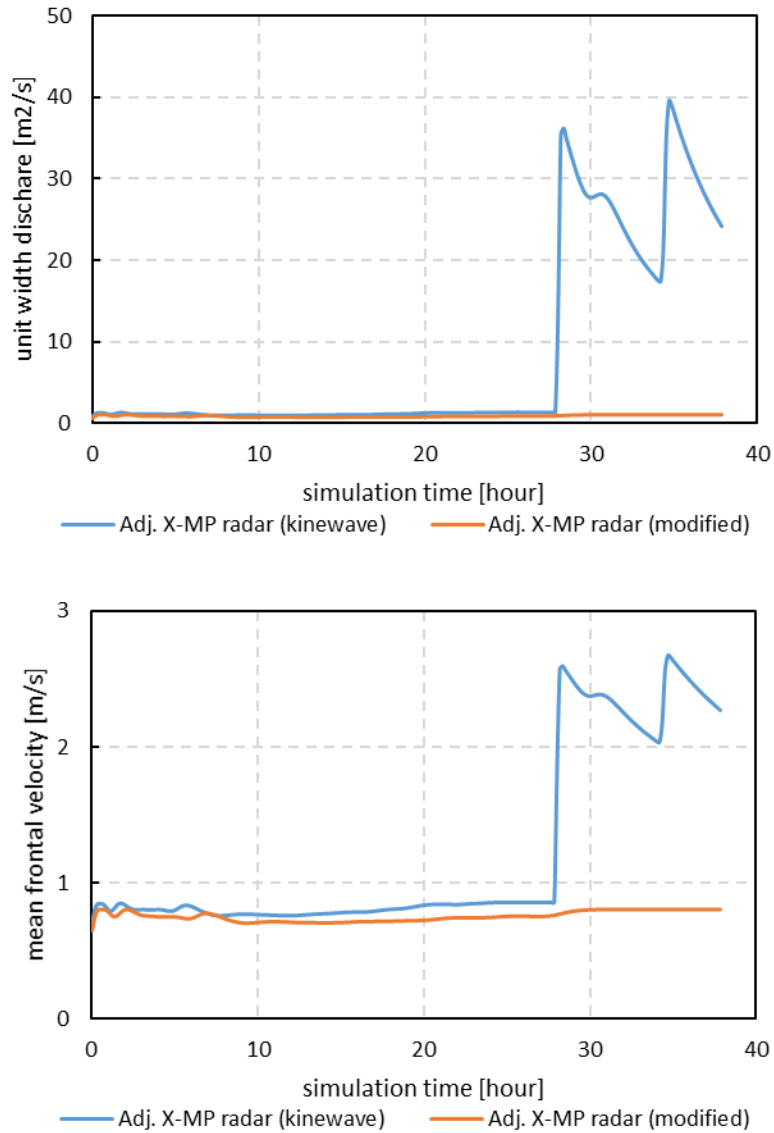 50
40
30
20
10
0
unit width dischare [m2/s]
0 10 20 30 40
simulation time [hour]
Adj. X-MP radar (kinewave) Adj. X-MP radar (modified)
3
2
1
0
mean frontal velocity [m/s]
0 10 20 30 40
simulation time [hour]
Adj. X-MP radar (kinewave) Adj. X-MP radar (modified)